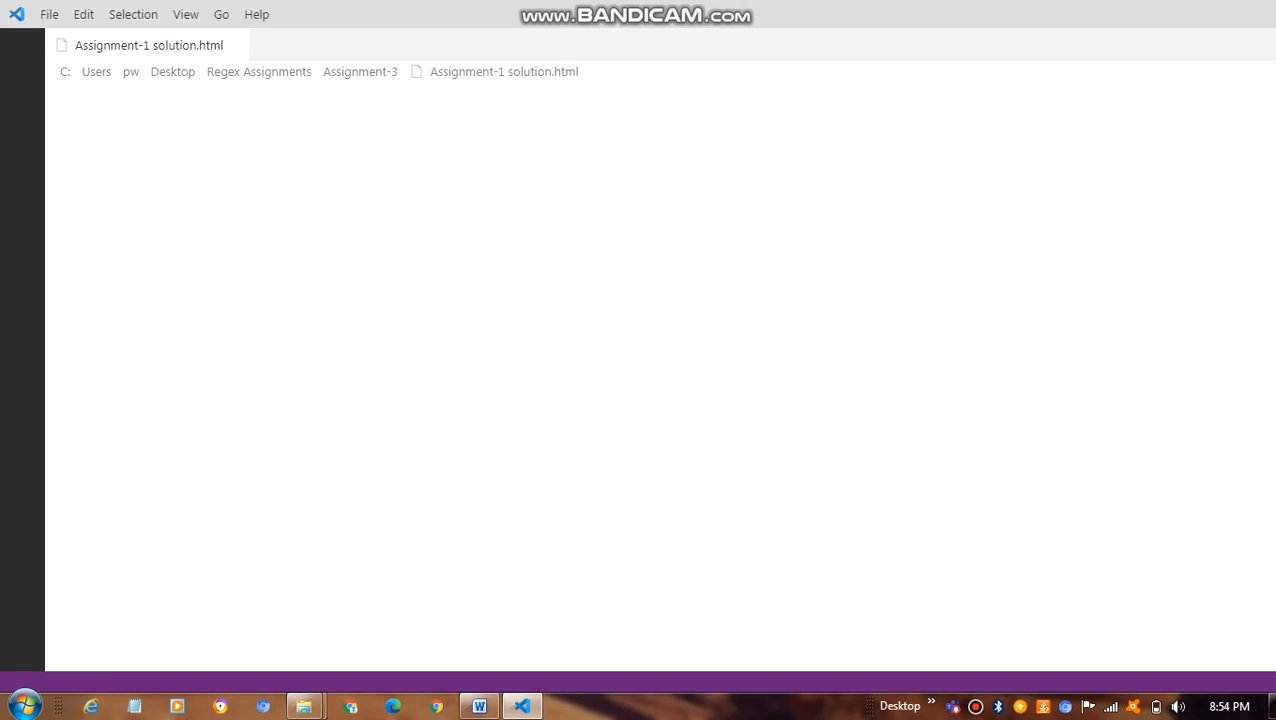 File Edit Selection View Go Help
www.BANDICAM.com
Assignment-1 solution.html
C: Users pw Desktop Regex Assignments Assignment-3 Assignment-1 solution.html
Desktop » 8:54 PM